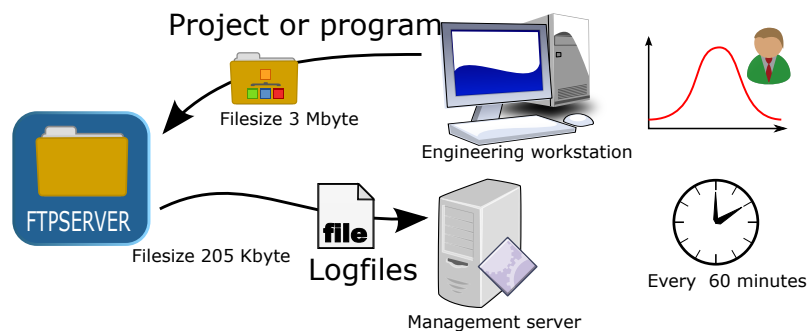 Project or program
Filesize 3 Mbyte
Engineering workstation
FTPSERVER
file
Filesize 205 Kbyte
Logfiles
Every 60 minutes
Management server